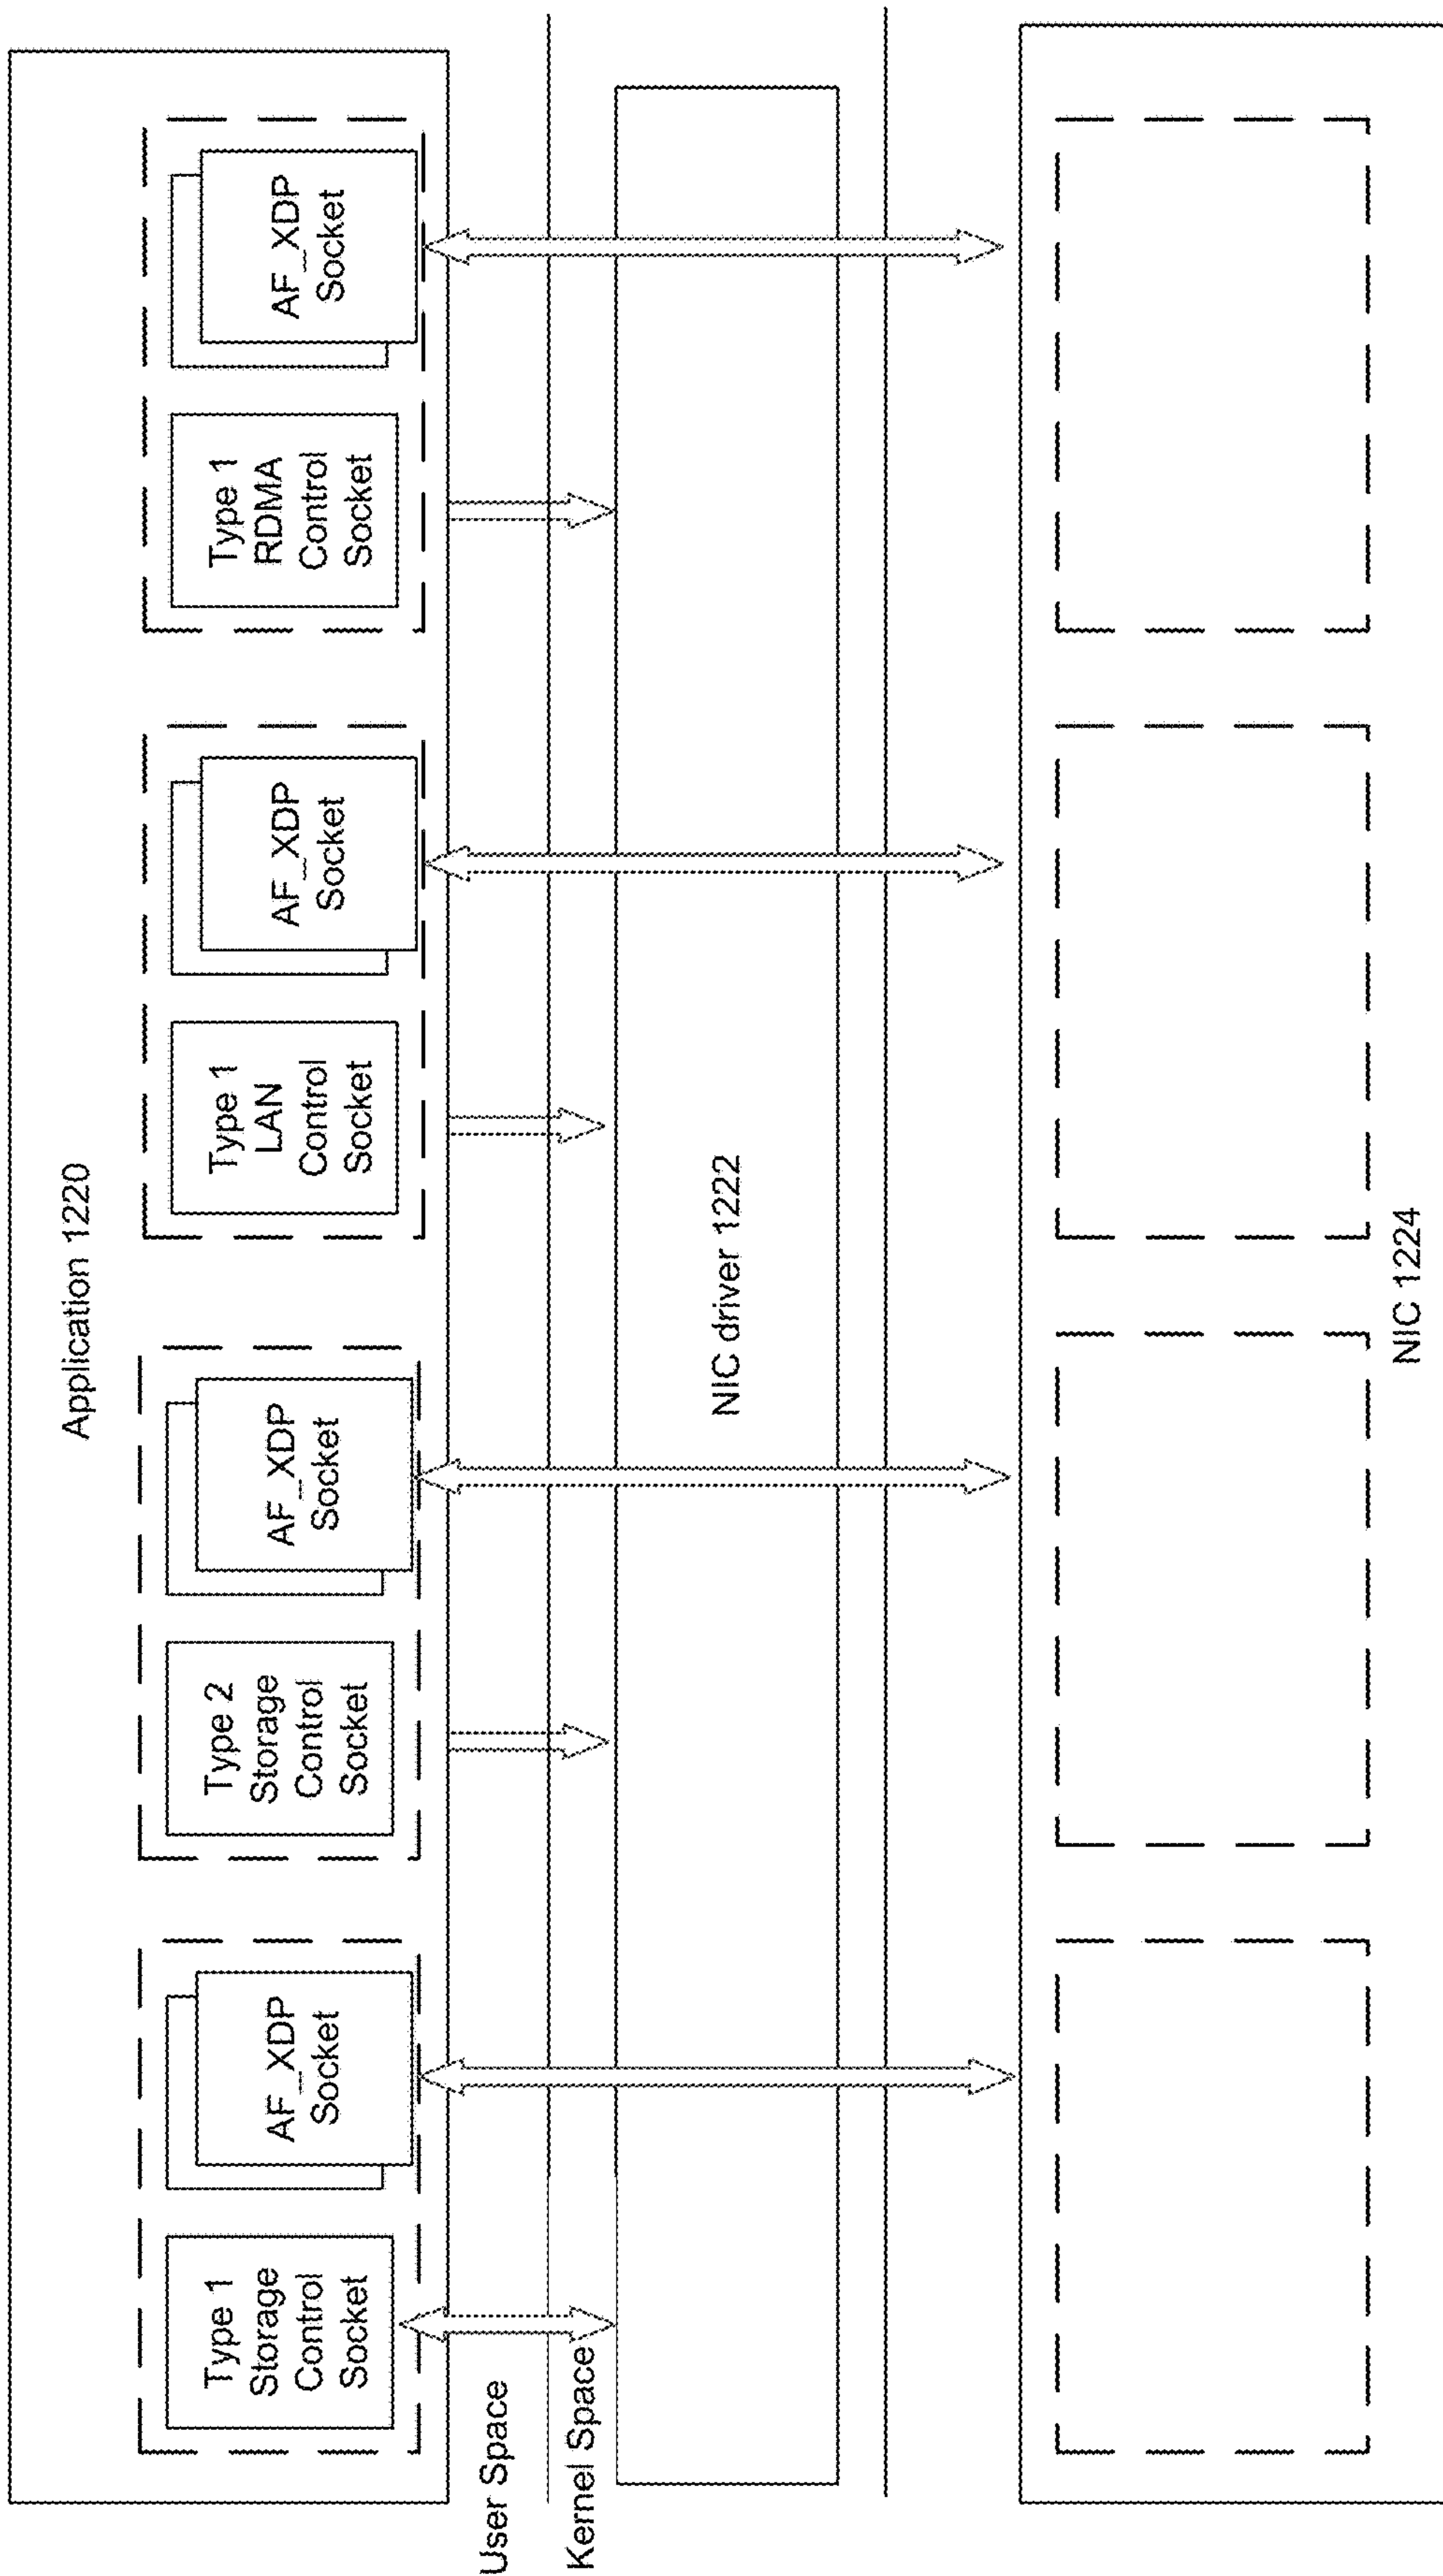 Application 1220
Type 1
Storage
Control
Socket
AF_XDP
Socket
Type 2
Storage
Control
Socket
AF_XDP
Socket
Type 1
LAN
Control
Socket
AF_XDP
Socket
Type 1
RDMA
Control
Socket
AF_XDP
Socket
User Space
Kernel Space
NIC driver 1222
NIC 1224